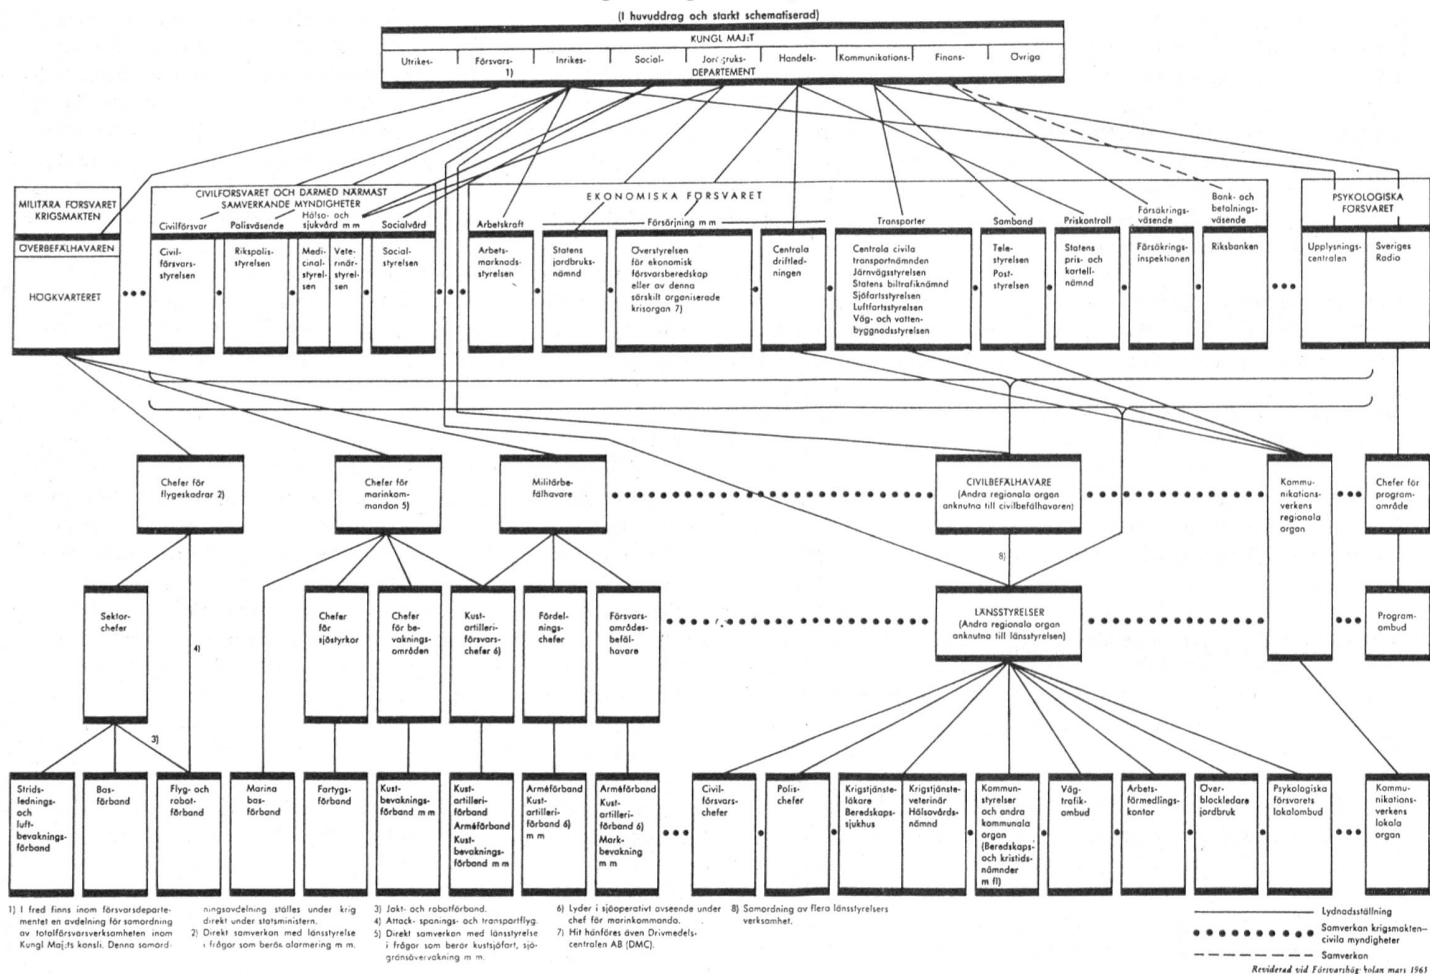 (I huvuddrag och starkt schematiserad)
KUNGL MAJ:T
Utrikes- Försvars- 1) Inrikes- Social- Jordbruks- Handels- Kommunikations- Finans- Övriga
DEPARTEMENT
MILITÄRA FÖRSVARET
KRIGSMAKTEN
ÖVERBEFÄLHAVAREN
HÖGKVARTERET
CIVILFÖRSVARET OCH DÄRMED NÄRMAST
SAMVERKANDE MYNDIGHETER
Civilförsvar
Polisväsende
Hälso- och
sjukvård m m
Socialvård
Civil-
försvars-
styrelsen
Rikspolis-
styrelsen
Medi-
cinal-
styrel-
sen
Vete-
rinär-
styrel-
sen
Social-
styrelsen
EKONOMISKA FÖRSVARET
Arbetskraft
Försörjning m m
Transporter
Samband
Priskontroll
Försäkrings-
väsende
Bank- och
betalnings-
väsende
Arbets-
marknads-
styrelsen
Statens
jordbruks-
nämnd
Överstyrelsen
för ekonomisk
försvarsberedskap
eller av denna
särskilt organiserade
krisorgan 7)
Centrala
driftled-
ningen
Centrala civila
transportnämnden
Järnvägsstyrelsen
Statens biltrafiknämnd
Sjöfartsstyrelsen
Luftfartsstyrelsen
Väg- och vatten-
byggnadsstyrelsen
Tele-
styrelsen
Post-
styrelsen
Statens
pris- och
kartell-
nämnd
Försäkrings-
inspektionen
Riksbanken
PSYKOLOGISKA
FÖRSVARET
Upplysnings-
centralen
Sveriges
Radio
Chefer för
flygeskadrar 2)
Chefer för
marinkom-
mandon 5)
Militärbe-
fälhavare
CIVILBEFÄLHAVARE
(Andra regionala organ
anknutna till civilbefälhavaren)
Kommu-
nikations-
verkens
regionala
organ
Chefer för
program-
område
8)
Sektor-
chefer
4)
Chefer
för
sjöstyrkor
Chefer
för be-
vaknings-
områden
Kust-
artilleri-
försvars-
chefer 6)
Fördel-
nings-
chefer
Försvars-
områdes-
befäl-
havare
LÄNSSTYRELSER
(Andra regionala organ
anknutna till länsstyrelsen)
Program-
ombud
3)
Strids-
lednings-
och
luft-
bevaknings-
förband
Bas-
förband
Flyg- och
robot-
förband
Marina
bas-
förband
Fartygs-
förband
Kust-
bevaknings-
förband m m
Kust-
artilleri-
förband
Arméförband
Kust-
bevaknings-
förband m m
Arméförband
Kust-
artilleri-
förband 6)
m m
Arméförband
Kust-
artilleri-
förband 6)
Mark-
bevakning
m m
Civil-
försvars-
chefer
Polis-
chefer
Krigstjänste-
läkare
Beredskaps-
sjukhus
Krigstjänste-
veterinär
Hälsovårds-
nämnd
Kommun-
styrelser
och andra
kommunala
organ
(Beredskaps-
och kristids-
nämnder
m fl)
Väg-
trafik-
ombud
Arbets-
förmedlings-
kontor
Över-
blockledare
jordbruk
Psykologiska
försvarets
lokalombud
Kommu-
nikations-
verkens
lokala
organ
1) I fred finns inom försvarsdeparte-
mentet en avdelning för samordning
av totalförsvarsverksamheten inom
Kungl Maj:ts kansli. Denna samord-
ningsavdelning ställes under krig
direkt under statsministern.
2) Direkt samverkan med länsstyrelse
i frågor som berös alarmering m m.
3) Jakt- och robotförband.
4) Attack- spanings- och transportflyg.
5) Direkt samverkan med länsstyrelse
i frågor som berör kustsjöfart, sjö-
gränsövervakning m m.
6) Lyder i sjöoperativt avseende under
chef för marinkommando.
7) Hit hänföres även Drivmedels-
centralen AB (DMC).
8) Samordning av flera länsstyrelsers
verksamhet.
Lydnadsställning
Samverkan krigsmakten—
civila myndigheter
Samverkan
Reviderad vid Försvarshögskolan mars 1965